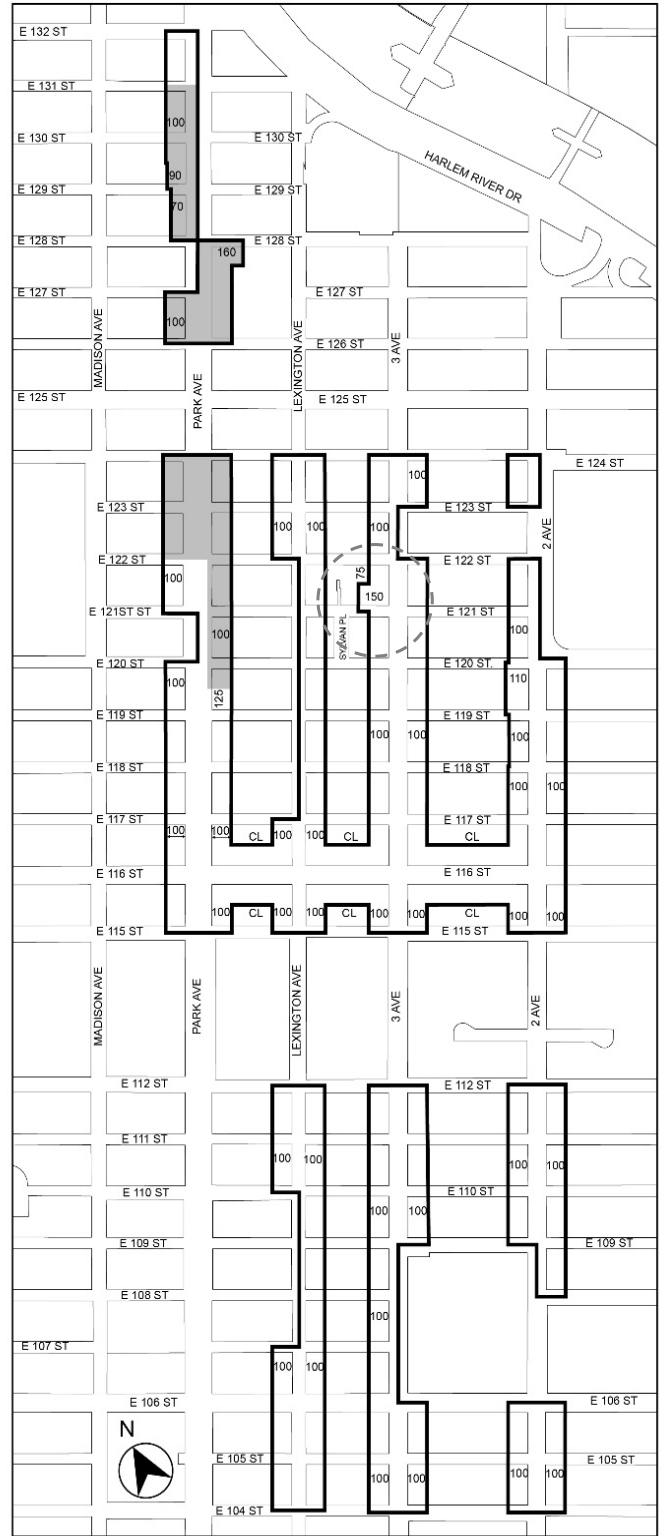 E 132 ST
E 131 ST
100
E 130 ST
E 130 ST
HARLEM RIVER DR
90
E 129 ST
E 129 ST
70
E 128 ST
E 128 ST
160
E 127 ST
E 127 ST
100
MADISON AVE
LEXINGTON AVE
3 AVE
E 126 ST
PARK AVE
E 125 ST
E 125 ST
E 124 ST
100
E 123 ST
E 123 ST
100
100
100
2 AVE
E 122 ST
E 122 ST
100
75
150
E 121ST ST
E 121 ST
100
100
SYLVAN PL
E 120 ST
E 120 ST.
100
110
125
E 119 ST
E 119 ST
100
100
100
E 118 ST
E 118 ST
100
100
E 117 ST
E 117 ST
100
100
CL
100
100
CL
CL
E 116 ST
E 116 ST
100
CL
100
100
CL
100
100
CL
100
100
E 115 ST
E 115 ST
MADISON AVE
PARK AVE
LEXINGTON AVE
3 AVE
2 AVE
E 112 ST
E 112 ST
E 111 ST
100
100
100
100
E 110 ST
E 110 ST
100
100
E 109 ST
E 109 ST
E 108 ST
100
E 107 ST
100
100
E 106 ST
E 106 ST
N
E 105 ST
E 105 ST
100
100
100
100
E 104 ST